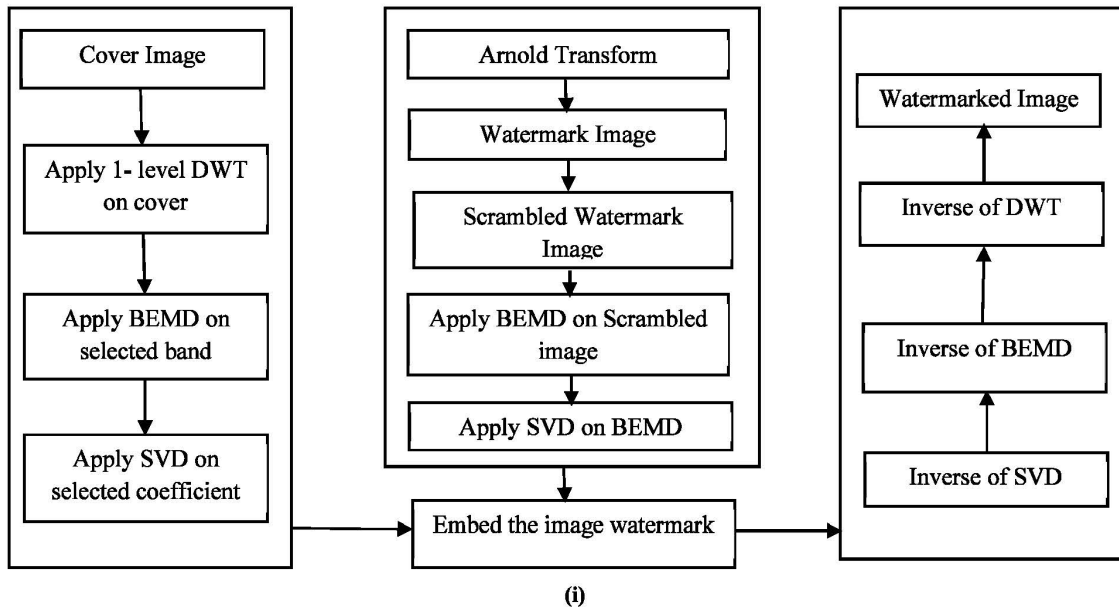 Cover Image
Apply 1- level DWT
on cover
Apply BEMD on
selected band
Apply SVD on
selected coefficient
Arnold Transform
Watermark Image
Scrambled Watermark
Image
Apply BEMD on Scrambled
image
Apply SVD on BEMD
Embed the image watermark
Watermarked Image
Inverse of DWT
Inverse of BEMD
Inverse of SVD
(i)